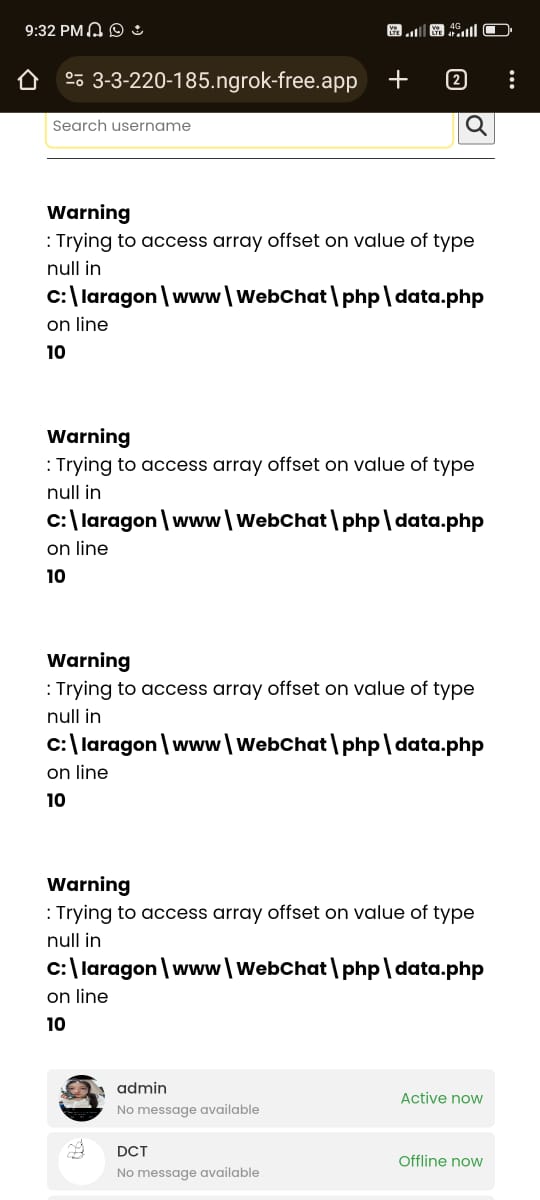 9:32 PM
Vo LTE Vo LTE 4G
3-3-220-185.ngrok-free.app
2
Search username
Warning
: Trying to access array offset on value of type
null in
C:\laragon\www\WebChat\php\data.php
on line
10
Warning
: Trying to access array offset on value of type
null in
C:\laragon\www\WebChat\php\data.php
on line
10
Warning
: Trying to access array offset on value of type
null in
C:\laragon\www\WebChat\php\data.php
on line
10
Warning
: Trying to access array offset on value of type
null in
C:\laragon\www\WebChat\php\data.php
on line
10
admin
Active now
No message available
DCT
Offline now
No message available